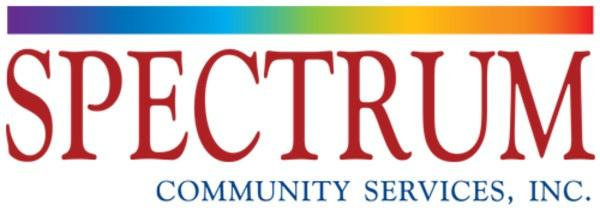 SPECTRUM
COMMUNITY SERVICES, INC.